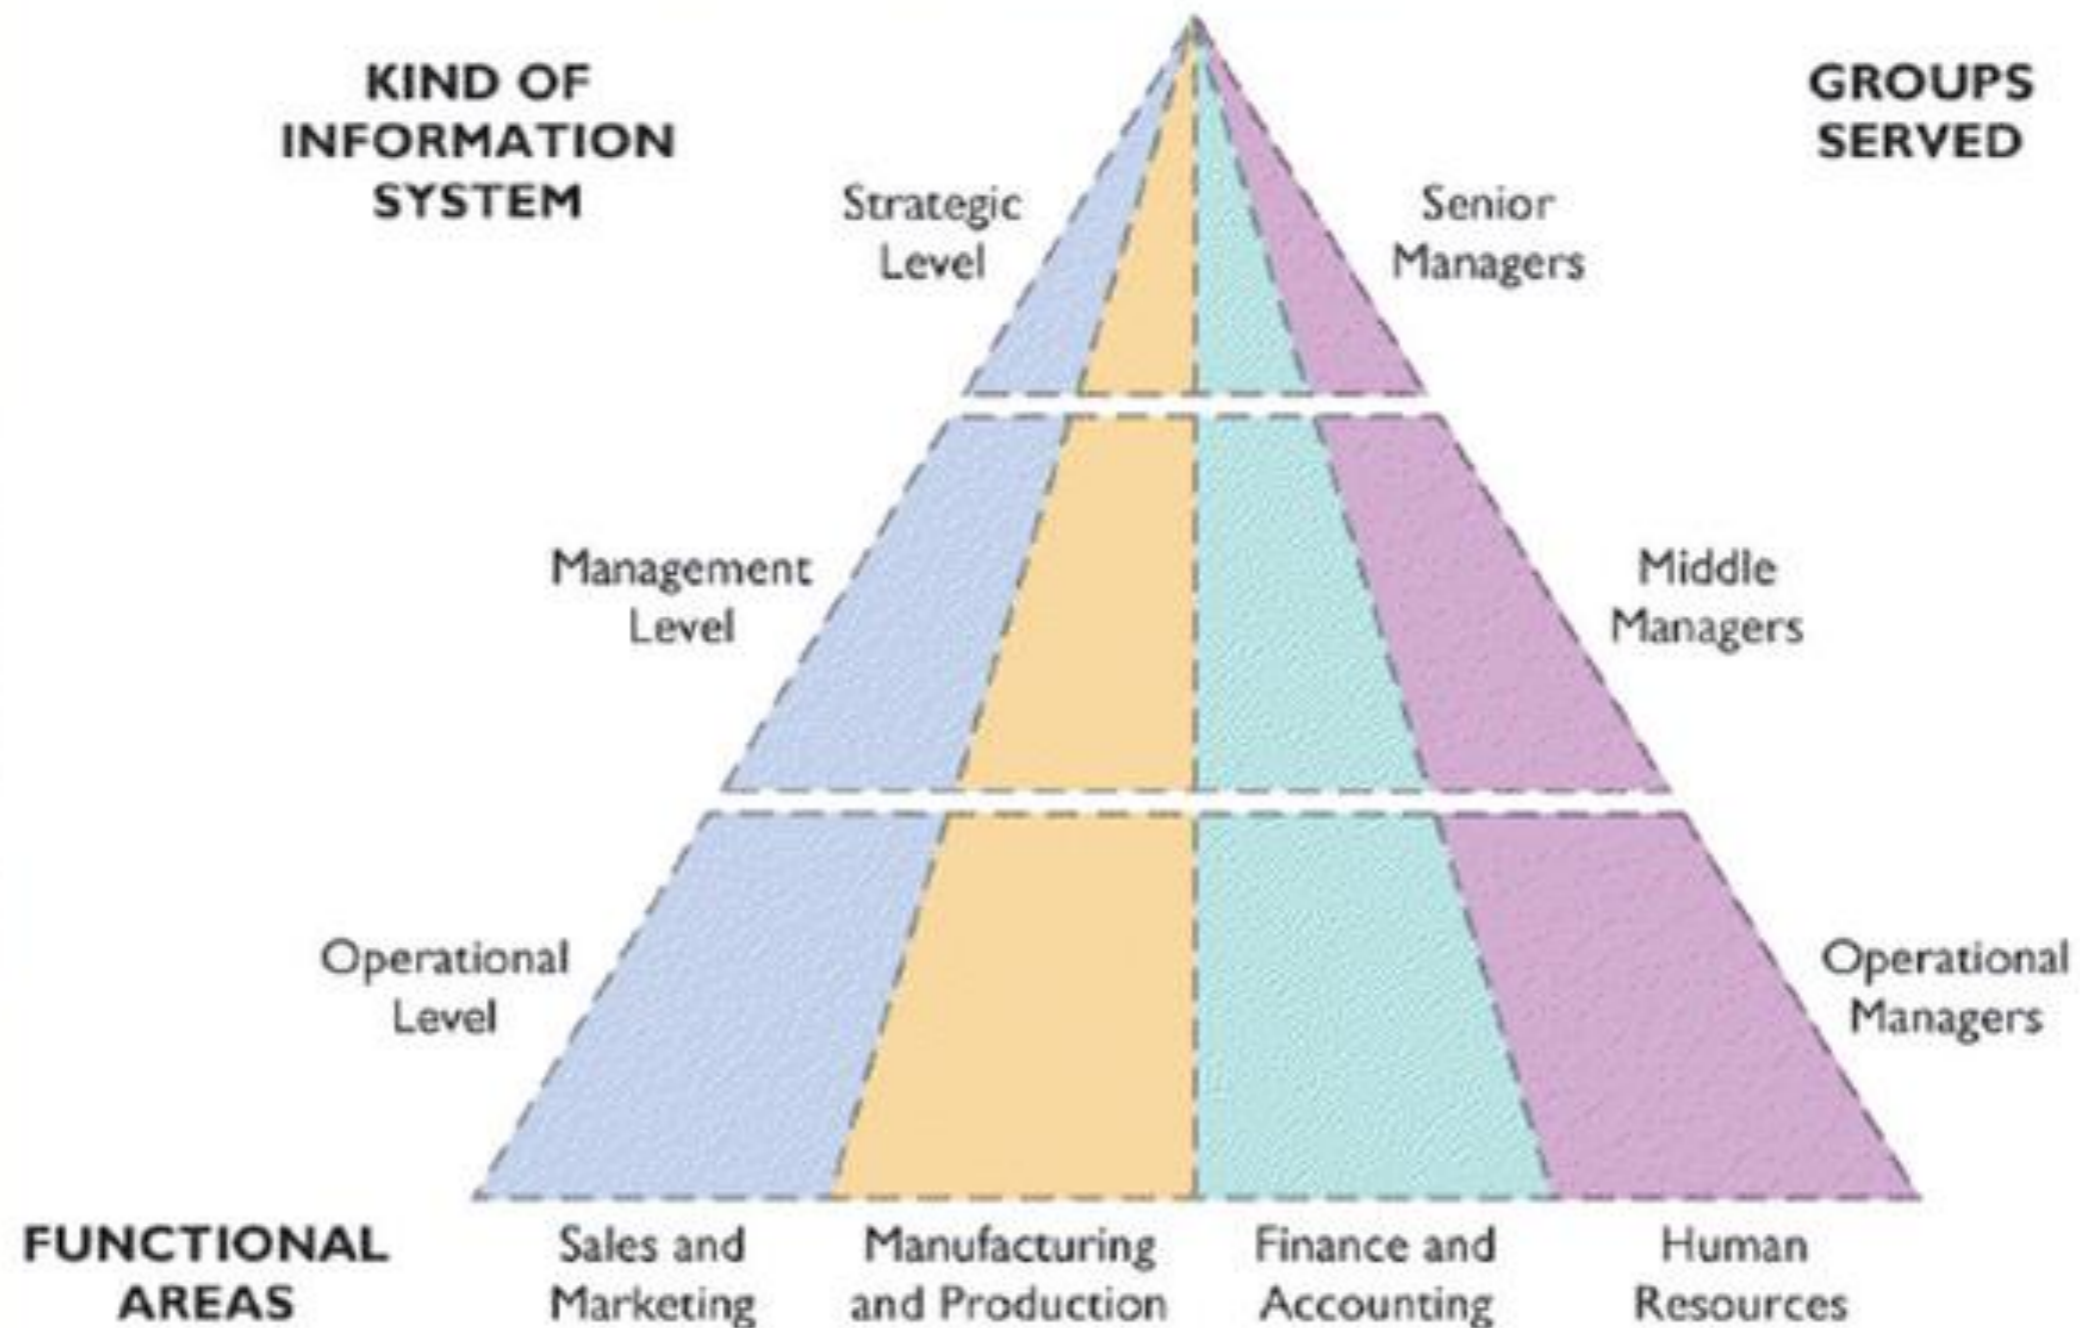 KIND OF
INFORMATION
SYSTEM
GROUPS
SERVED
Strategic
Level
Senior
Managers
Management
Level
Middle
Managers
Operational
Level
Operational
Managers
FUNCTIONAL
AREAS
Sales and
Marketing
Manufacturing
and Production
Finance and
Accounting
Human
Resources